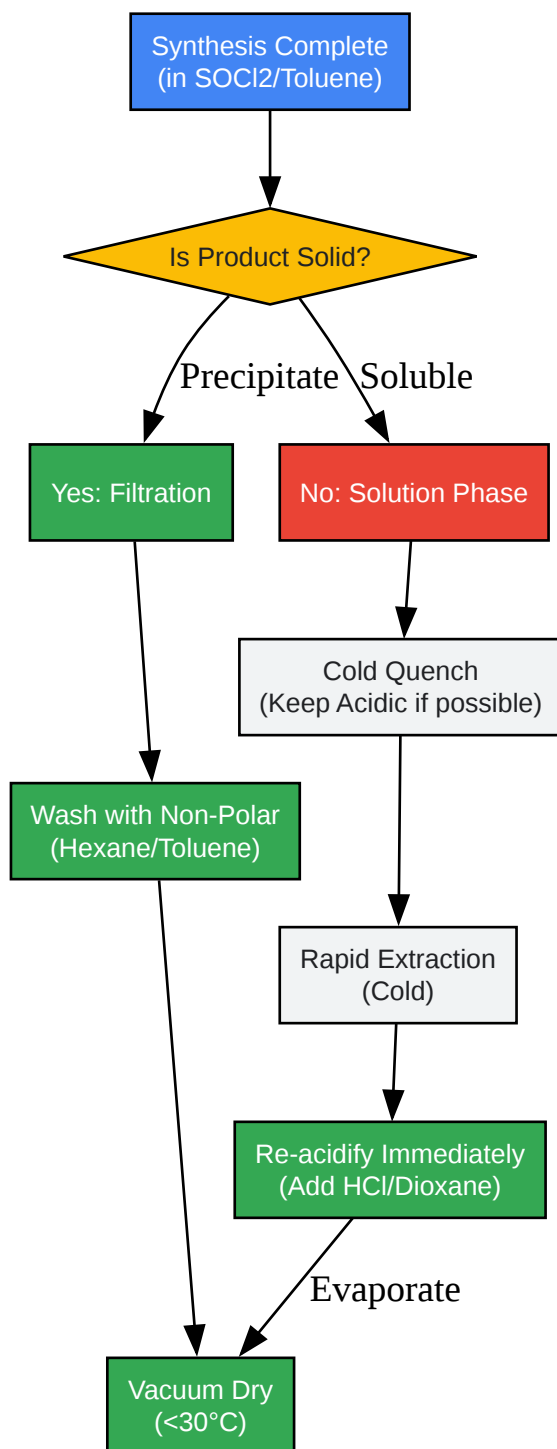 Synthesis Complete
(in SOCl2/Toluene)
Is Product Solid?
Precipitate
Soluble
Yes: Filtration
No: Solution Phase
Cold Quench
(Keep Acidic if possible)
Wash with Non-Polar
(Hexane/Toluene)
Rapid Extraction
(Cold)
Re-acidify Immediately
(Add HCl/Dioxane)
Evaporate
Vacuum Dry
(<30°C)